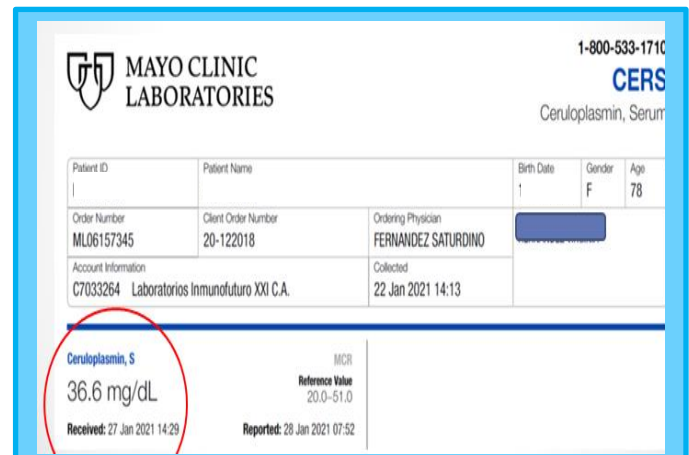 1-800-533-1710
MAYO CLINIC
LABORATORIES
CERS
Ceruloplasmin, Serum
Patient ID
Patient Name
Birth Date
Gender
Age
F
78
Order Number
Client Order Number
Ordering Physician
ML06157345
20-122018
FERNANDEZ SATURDINO
Account Information
Collected
C7033264 Laboratorios Inmunofuturo XXI C.A.
22 Jan 2021 14:13
Ceruloplasmin, S
MCR
36.6 mg/dL
Reference Value
20.0–51.0
Received: 27 Jan 2021 14:29
Reported: 28 Jan 2021 07:52